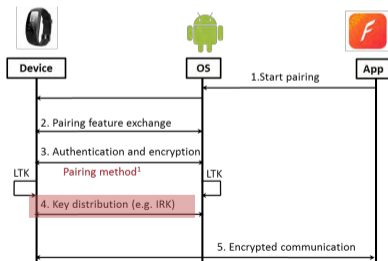 Device
OS
App
1.Start pairing
2. Pairing feature exchange
3. Authentication and encryption
LTK
Pairing method¹
LTK
4. Key distribution (e.g. IRK)
5. Encrypted communication